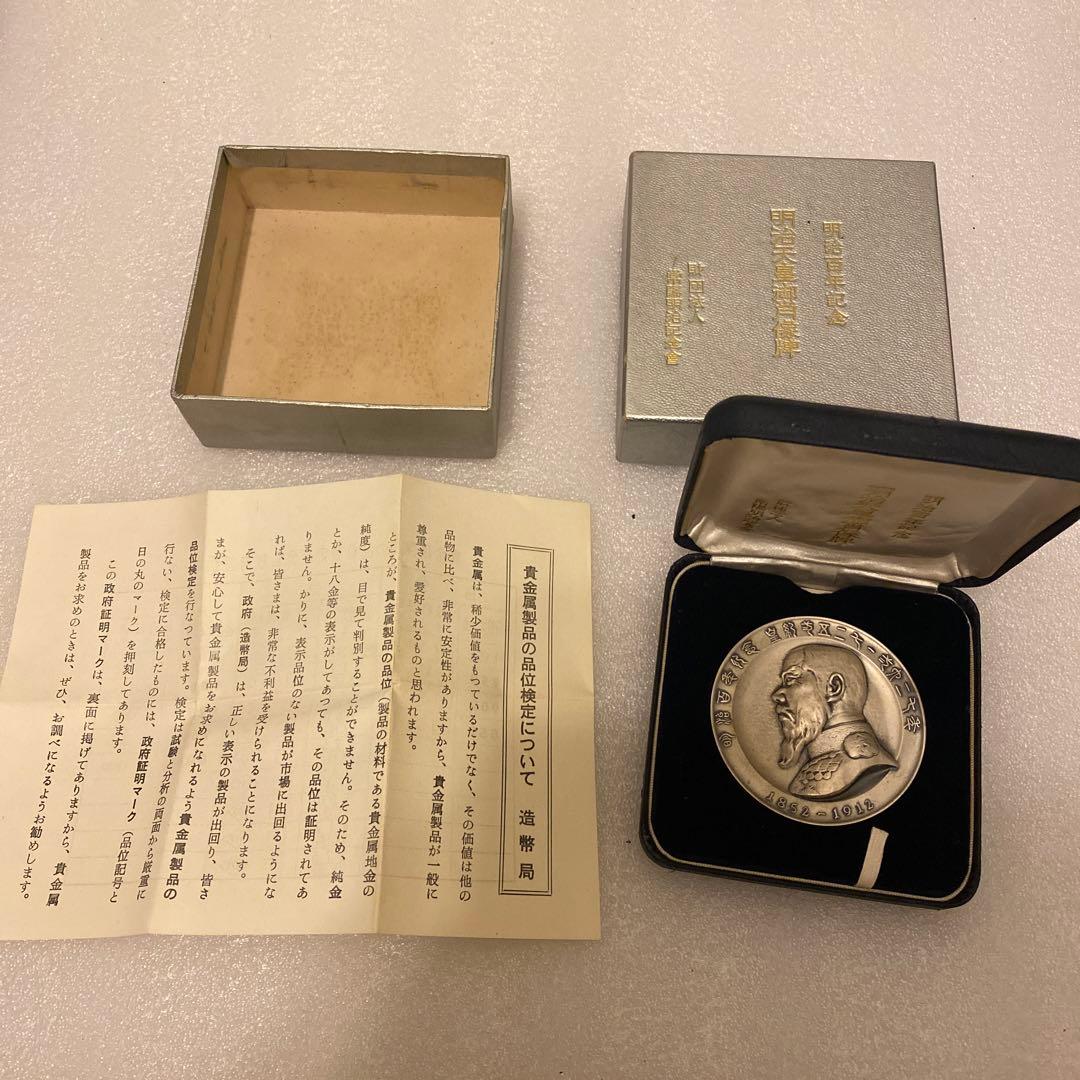 明治百年記念
明治天皇御肖像牌
財団法人
貴金属製品の品位検定について 造幣局
貴金属は、稀少価値をもっているだけでなく、その価値は他の
品物に比べ、非常に安定性がありますから、貴金属製品が一般に
尊重され、愛好されるものと思われます。
ところが、貴金属製品の品位(製品の材料である貴金属地金の
純度)は、目で見て判別することができません。そのため、純金
とか、十八金等の表示がしてあっても、その品位は証明されてあ
りません。かりに、表示品位のない製品が市場に出回るようにな
れば、皆さまは、非常な不利益を受けられることになります。
そこで、政府(造幣局)は、正しい表示の製品が出回り、皆さ
まが、安心して貴金属製品をお求めになれるよう貴金属製品の
品位検定を行なっています。検定は試験と分析の両面から厳重に
行ない、検定に合格したものには、政府証明マーク(品位記号と
日の丸のマーク)を押刻してあります。
この政府証明マークは、裏面に掲げてありますから、貴金属
製品をお求めのときは、ぜひ、お調べになるようお勧めします。
1852-1912